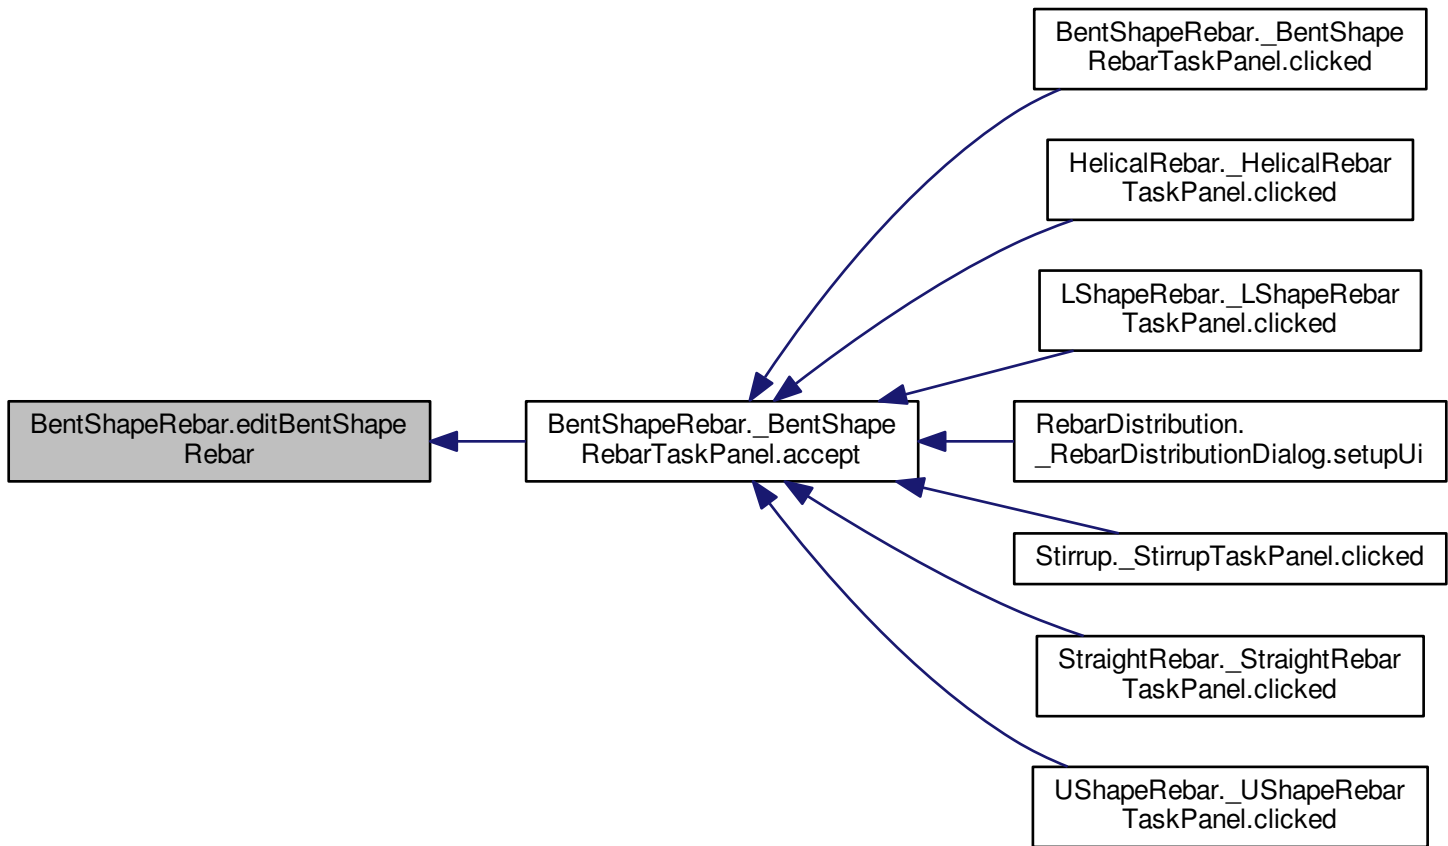 BentShapeRebar._BentShape
RebarTaskPanel.clicked
HelicalRebar._HelicalRebar
TaskPanel.clicked
LShapeRebar._LShapeRebar
TaskPanel.clicked
BentShapeRebar.editBentShape
Rebar
BentShapeRebar._BentShape
RebarTaskPanel.accept
RebarDistribution.
_RebarDistributionDialog.setupUi
Stirrup._StirrupTaskPanel.clicked
StraightRebar._StraightRebar
TaskPanel.clicked
UShapeRebar._UShapeRebar
TaskPanel.clicked